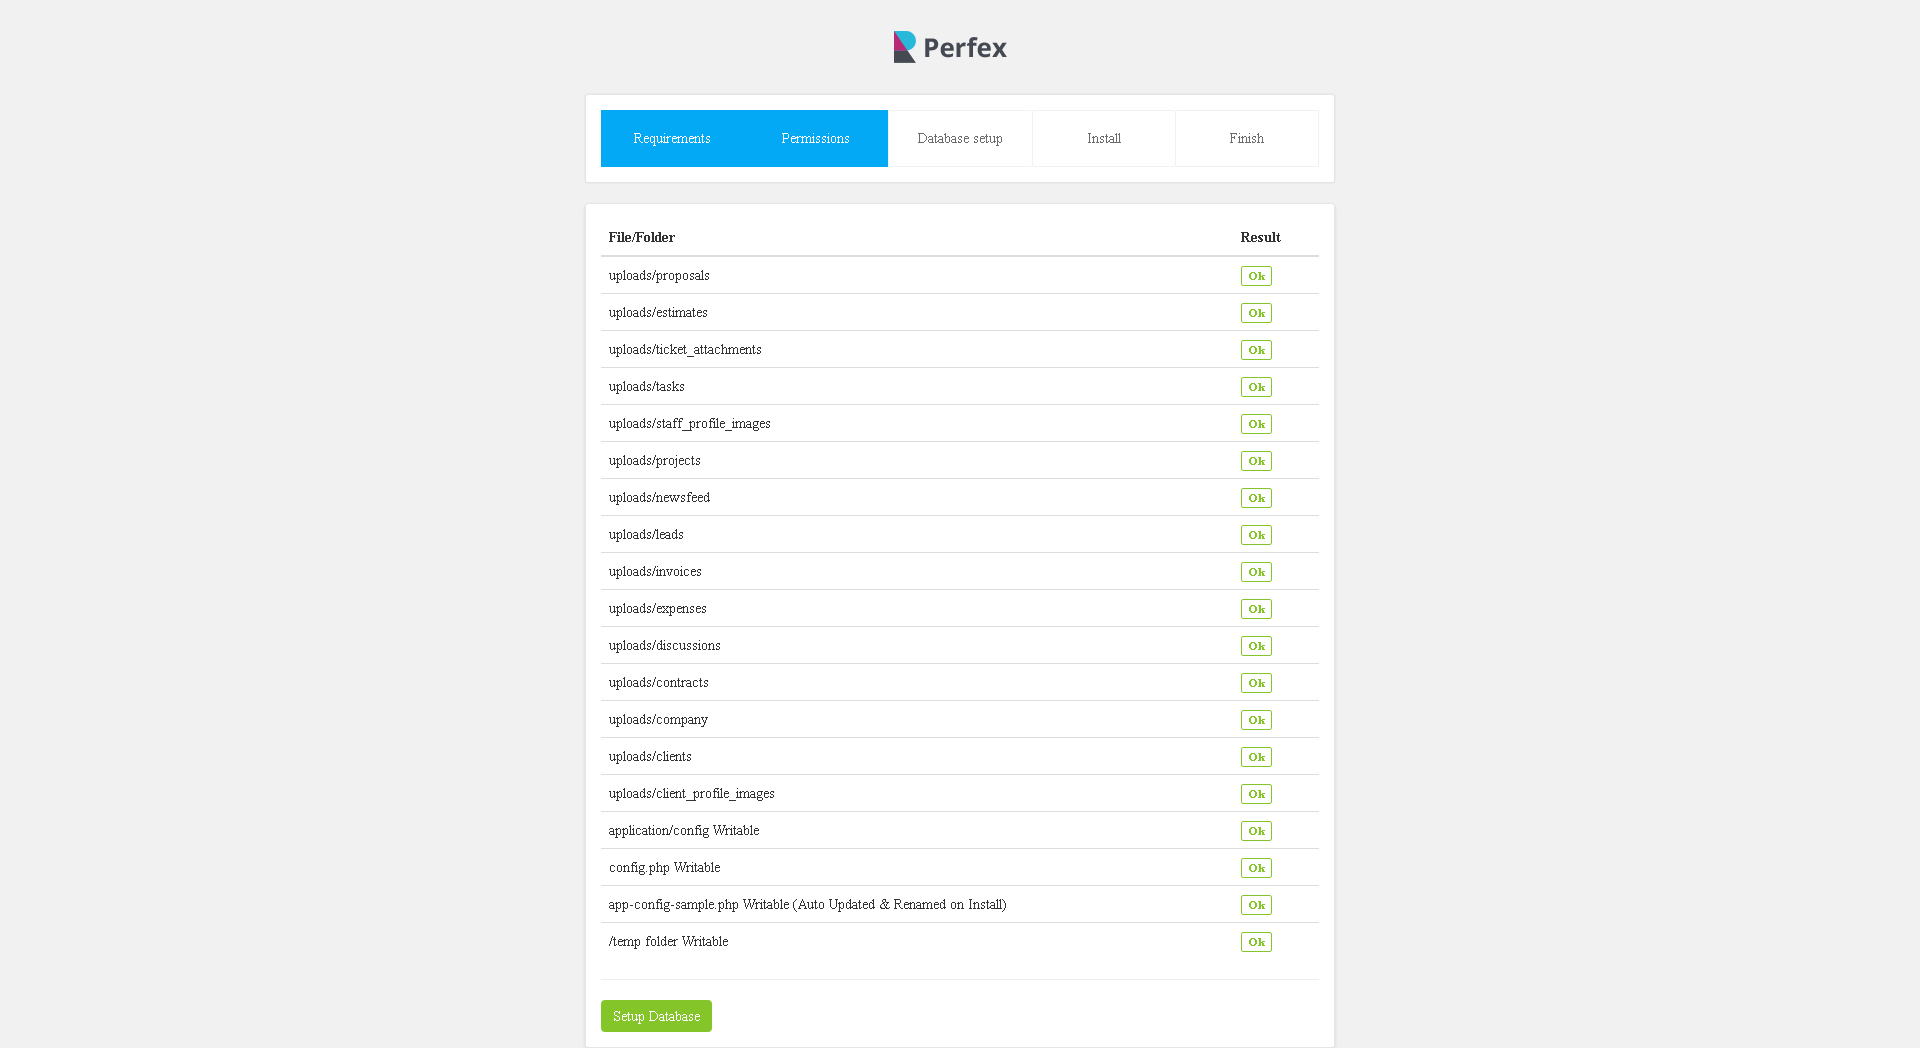 Perfex
Requirements Permissions Database setup Install Finish
File/Folder Result
uploads/proposals Ok
uploads/estimates Ok
uploads/ticket_attachments Ok
uploads/tasks Ok
uploads/staff_profile_images Ok
uploads/projects Ok
uploads/newsfeed Ok
uploads/leads Ok
uploads/invoices Ok
uploads/expenses Ok
uploads/discussions Ok
uploads/contracts Ok
uploads/company Ok
uploads/clients Ok
uploads/client_profile_images Ok
application/config Writable Ok
config.php Writable Ok
app-config-sample.php Writable (Auto Updated & Renamed on Install) Ok
/temp folder Writable Ok
Setup Database